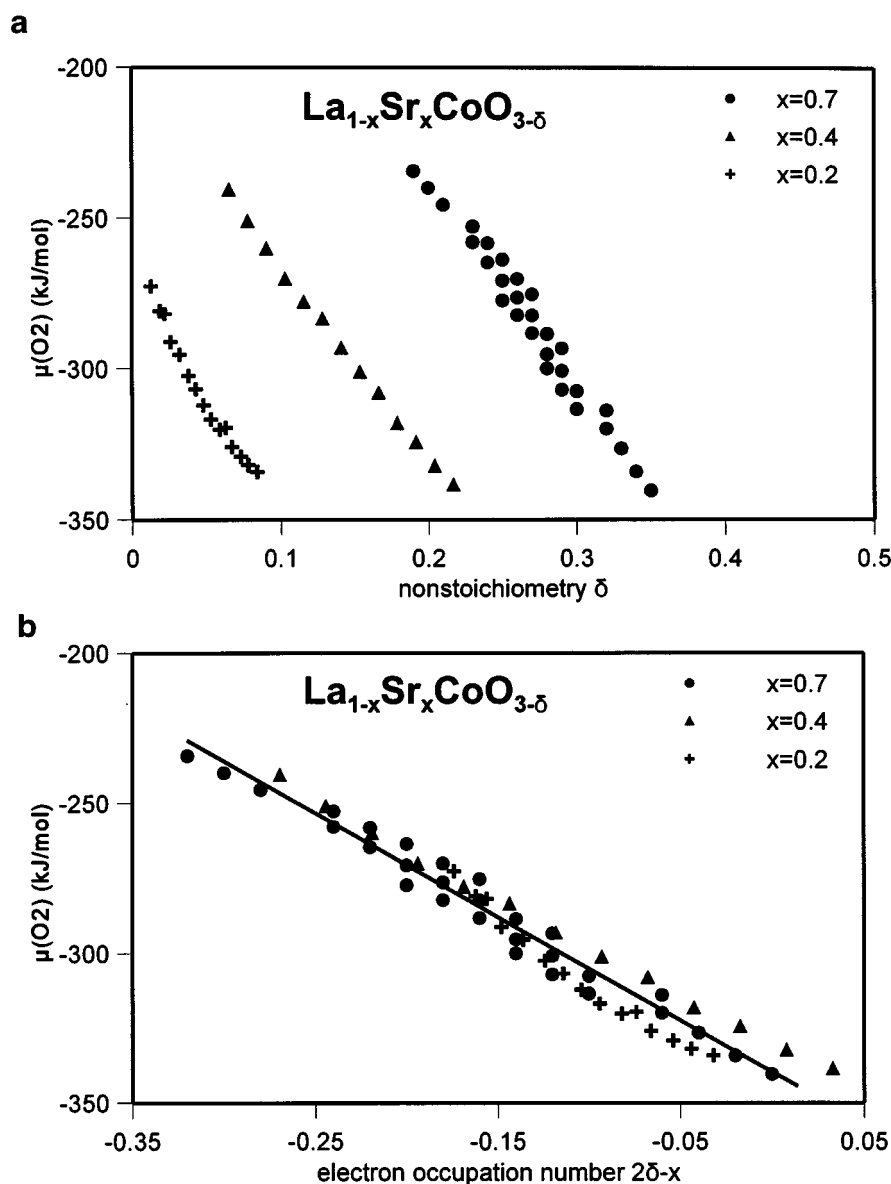 a
-200
-250
-300
-350
μ(O2) (kJ/mol)
La₁₋ₓSrₓCoO₃₋δ
● x=0.7
▲ x=0.4
+ x=0.2
0 0.1 0.2 0.3 0.4 0.5
nonstoichiometry δ
b
-200
-250
-300
-350
μ(O2) (kJ/mol)
La₁₋ₓSrₓCoO₃₋δ
● x=0.7
▲ x=0.4
+ x=0.2
-0.35 -0.25 -0.15 -0.05 0.05
electron occupation number 2δ-x